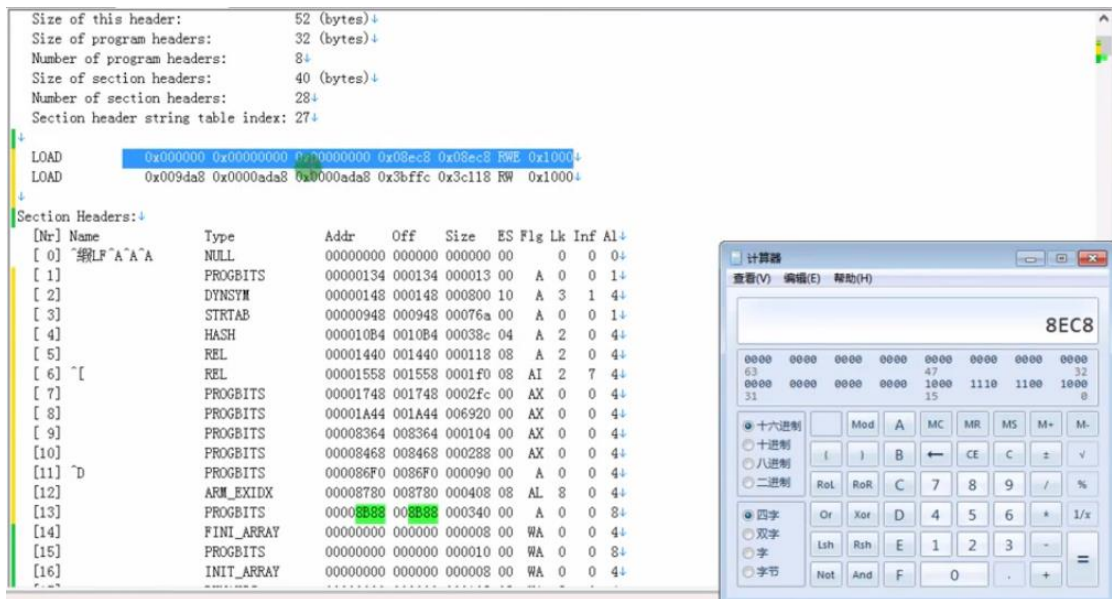 Size of this header: 52 (bytes)↓
Size of program headers: 32 (bytes)↓
Number of program headers: 8↓
Size of section headers: 40 (bytes)↓
Number of section headers: 28↓
Section header string table index: 27↓
↓
LOAD 0x000000 0x00000000 0x00000000 0x08ec8 0x08ec8 RWE 0x1000↓
LOAD 0x009da8 0x0000ada8 0x0000ada8 0x3bffc 0x3c118 RW 0x1000↓
↓
Section Headers:↓
[Nr] Name Type Addr Off Size ES Flg Lk Inf Al↓
[ 0] LF^A^A^A NULL 00000000 000000 000000 00 0 0 0↓
[ 1] PROGBITS 00000134 000134 000013 00 A 0 0 1↓
[ 2] DYNSYM 00000148 000148 000800 10 A 3 1 4↓
[ 3] STRTAB 00000948 000948 00076a 00 A 0 0 1↓
[ 4] HASH 000010B4 0010B4 00038c 04 A 2 0 4↓
[ 5] REL 00001440 001440 000118 08 A 2 0 4↓
[ 6] ^[ REL 00001558 001558 0001f0 08 AI 2 7 4↓
[ 7] PROGBITS 00001748 001748 0002fc 00 AX 0 0 4↓
[ 8] PROGBITS 00001A44 001A44 006920 00 AX 0 0 4↓
[ 9] PROGBITS 00008364 008364 000104 00 AX 0 0 4↓
[10] PROGBITS 00008468 008468 000288 00 AX 0 0 4↓
[11] ^D PROGBITS 000086F0 0086F0 000090 00 A 0 0 4↓
[12] ARM_EXIDX 00008780 008780 000408 08 AL 8 0 4↓
[13] PROGBITS 00008B88 008B88 000340 00 A 0 0 8↓
[14] FINI_ARRAY 00000000 000000 000008 00 WA 0 0 4↓
[15] PROGBITS 00000000 000000 000010 00 WA 0 0 8↓
[16] INIT_ARRAY 00000000 000000 000008 00 WA 0 0 4↓
计算器
查看(V) 编辑(E) 帮助(H)
8EC8
0000 0000 0000 0000 0000 0000 0000 0000
63 47 32
0000 0000 0000 0000 1000 1110 1100 1000
31 15 0
十六进制 Mod A MC MR MS M+ M-
十进制
八进制 ( ) B ← CE C ± √
二进制 RoL RoR C 7 8 9 / %
四字 Or Xor D 4 5 6 * 1/x
双字
字 Lsh Rsh E 1 2 3 - =
字节 Not And F 0 . +